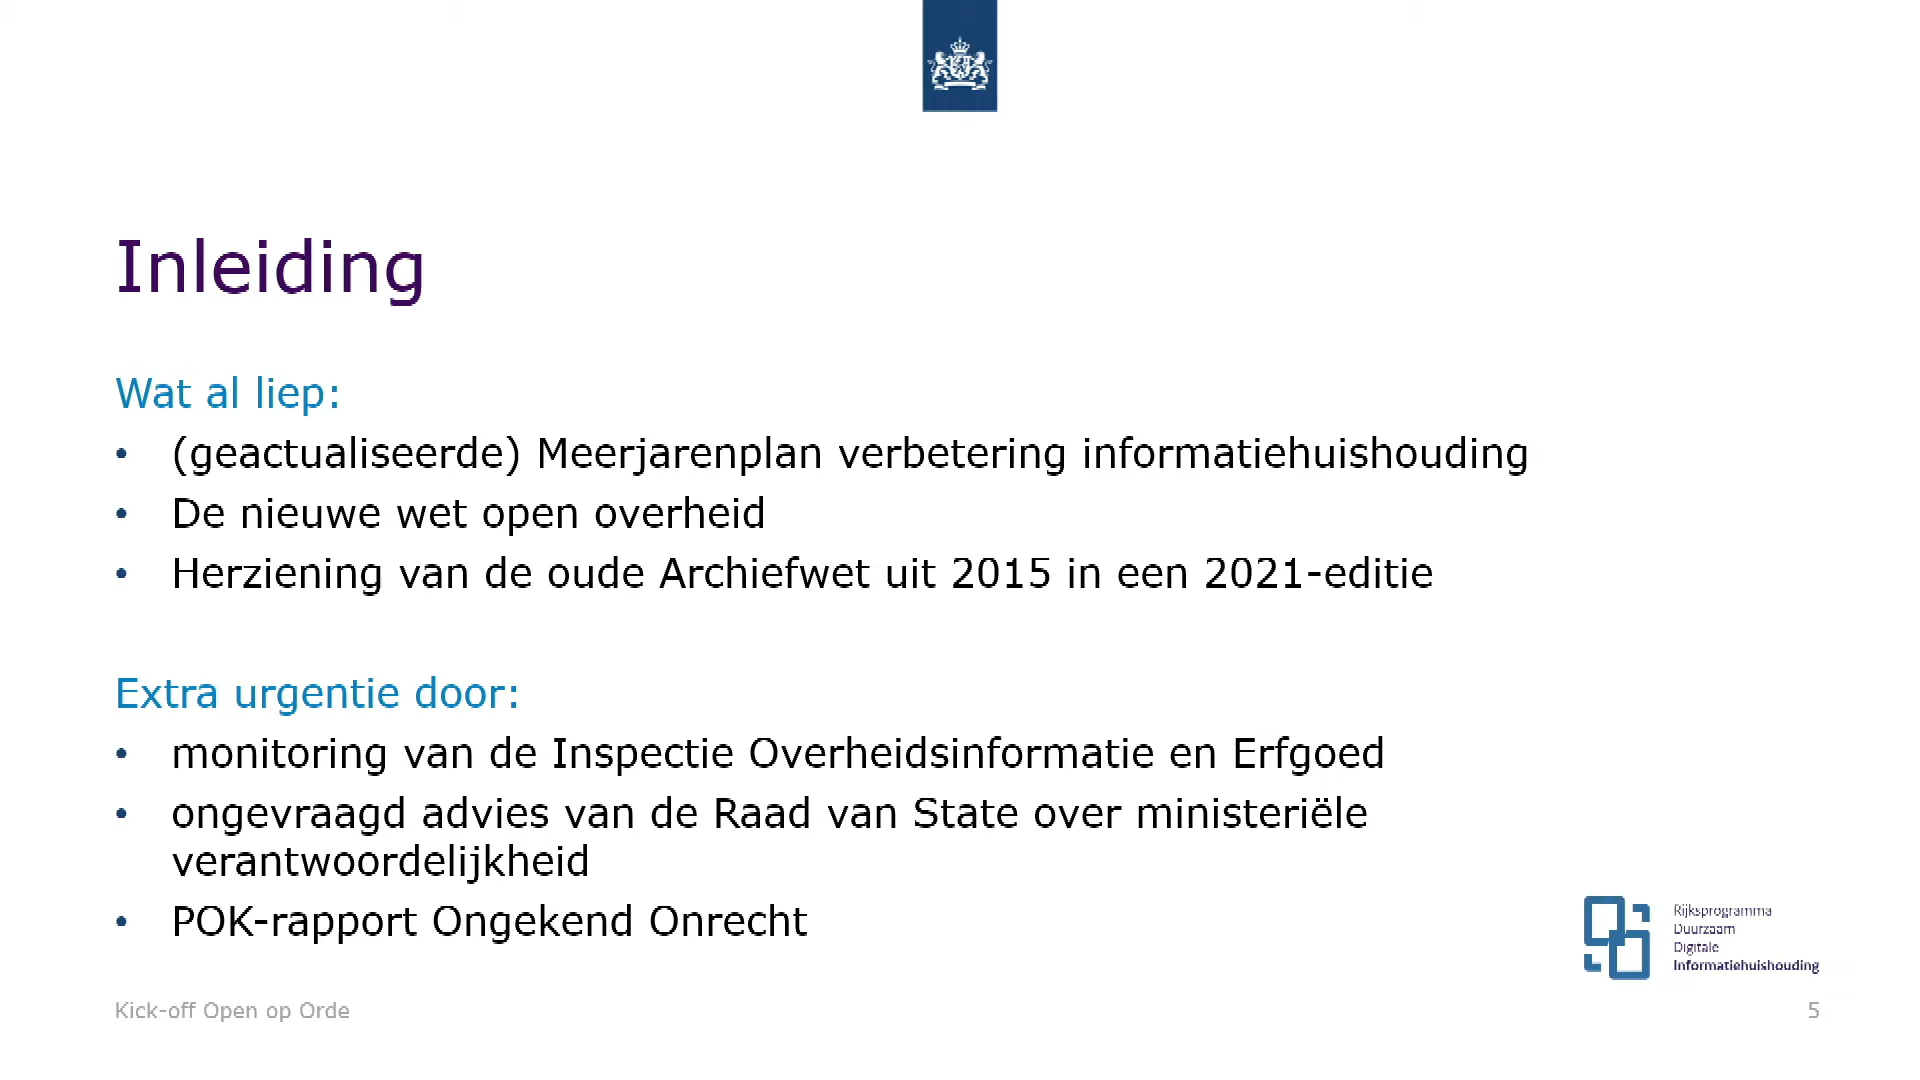 Inleiding
Wat al liep:
• (geactualiseerde) Meerjarenplan verbetering informatiehuishouding
• De nieuwe wet open overheid
• Herziening van de oude Archiefwet uit 2015 in een 2021-editie
Extra urgentie door:
• monitoring van de Inspectie Overheidsinformatie en Erfgoed
• ongevraagd advies van de Raad van State over ministeriële
verantwoordelijkheid
• POK-rapport Ongekend Onrecht
Rijksprogramma
Duurzaam
Digitale
Informatiehuishouding
Kick-off Open op Orde
5